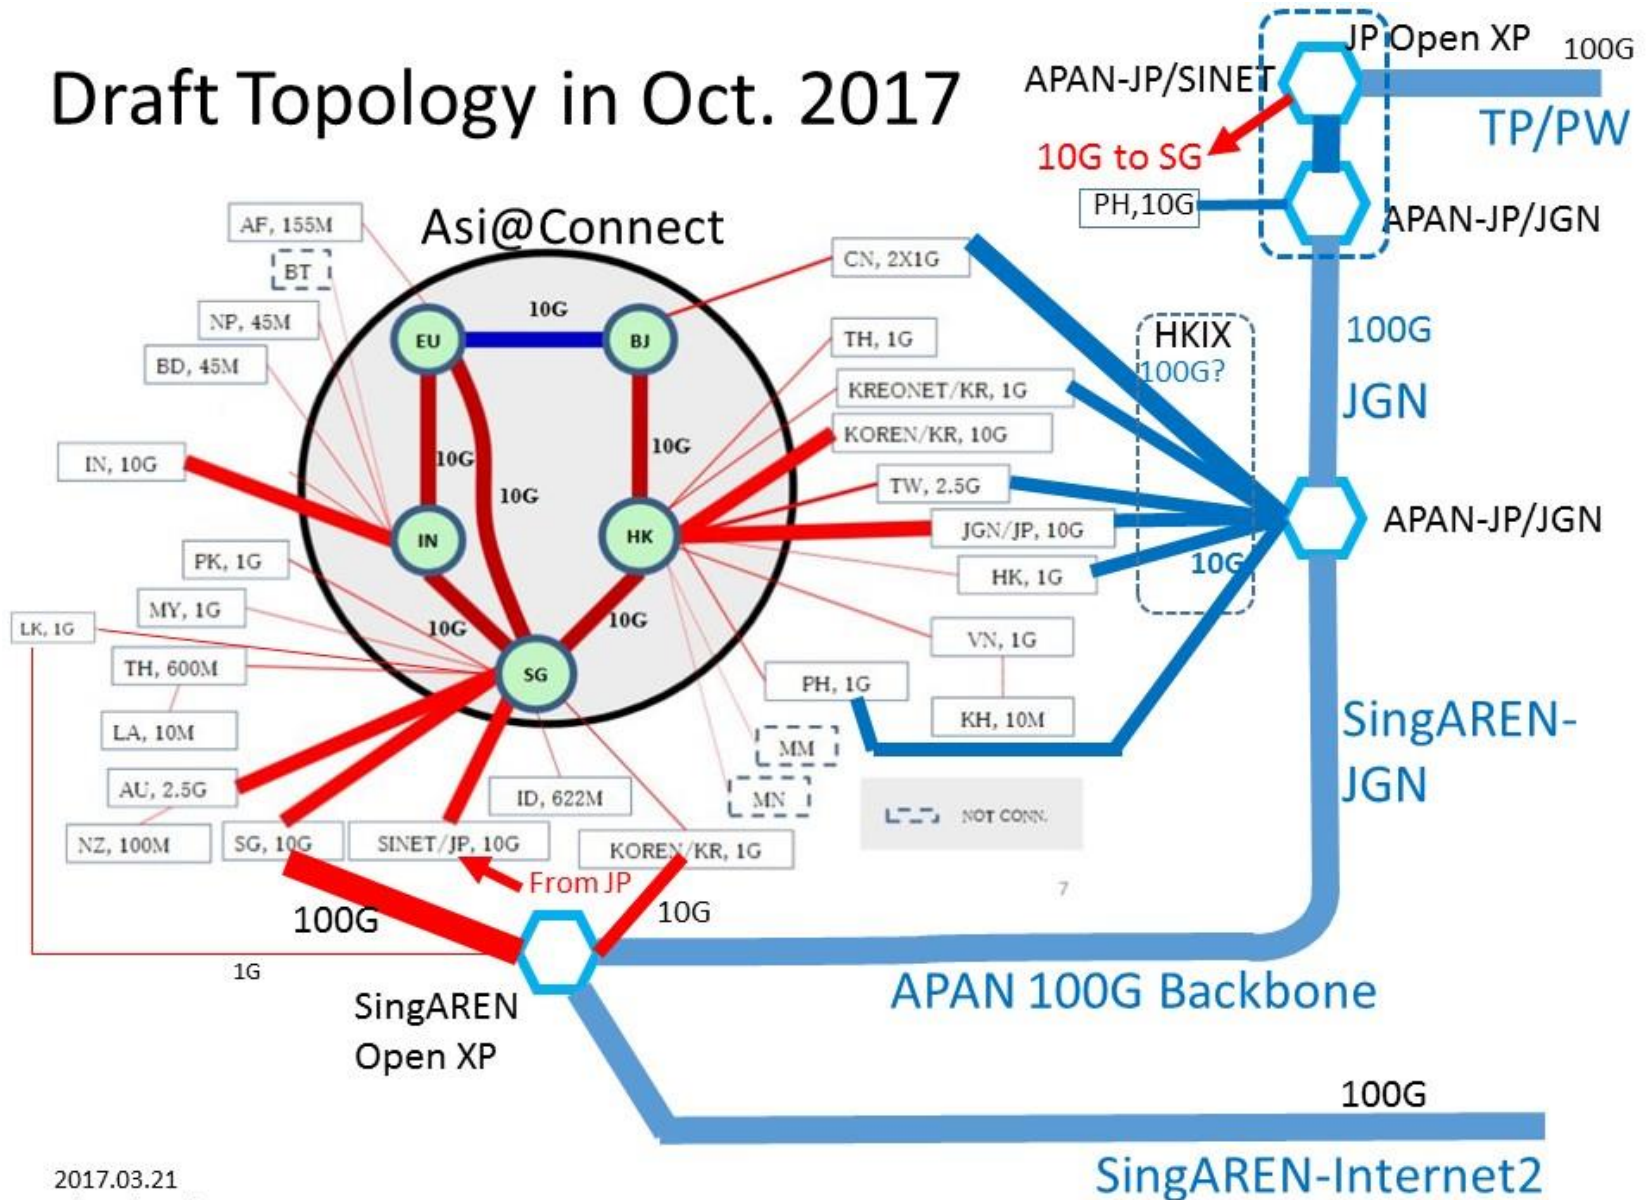 Draft Topology in Oct. 2017
JP Open XP
100G
APAN-JP/SINET
TP/PW
10G to SG
PH,10G
APAN-JP/JGN
Asi@Connect
AF, 155M
BT
NP, 45M
BD, 45M
IN, 10G
PK, 1G
MY, 1G
LK, 1G
TH, 600M
LA, 10M
AU, 2.5G
NZ, 100M
SG, 10G
SINET/JP, 10G
ID, 622M
KOREN/KR, 1G
EU
10G
BJ
10G
10G
10G
IN
HK
10G
10G
SG
CN, 2X1G
TH, 1G
KREONET/KR, 1G
KOREN/KR, 10G
TW, 2.5G
JGN/JP, 10G
HK, 1G
VN, 1G
PH, 1G
KH, 10M
MM
MN
NOT CONN.
7
HKIX
100G?
10G
100G
JGN
APAN-JP/JGN
SingAREN-
JGN
From JP
100G
10G
1G
SingAREN
Open XP
APAN 100G Backbone
100G
SingAREN-Internet2
2017.03.21